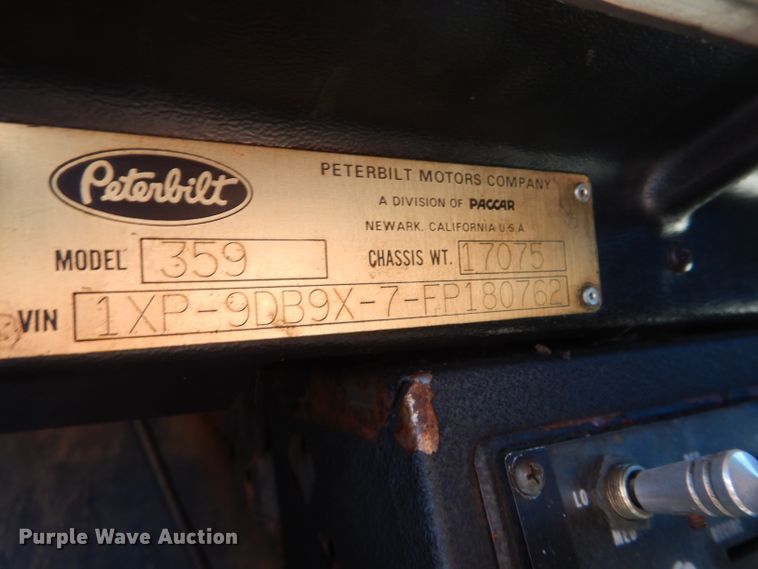 Peterbilt
PETERBILT MOTORS COMPANY
A DIVISION OF PACCAR
NEWARK, CALIFORNIA U.S.A.
MODEL 359 CHASSIS WT. 17075
VIN 1XP-9DB9X-7-FP180762
LO
Purple Wave Auction